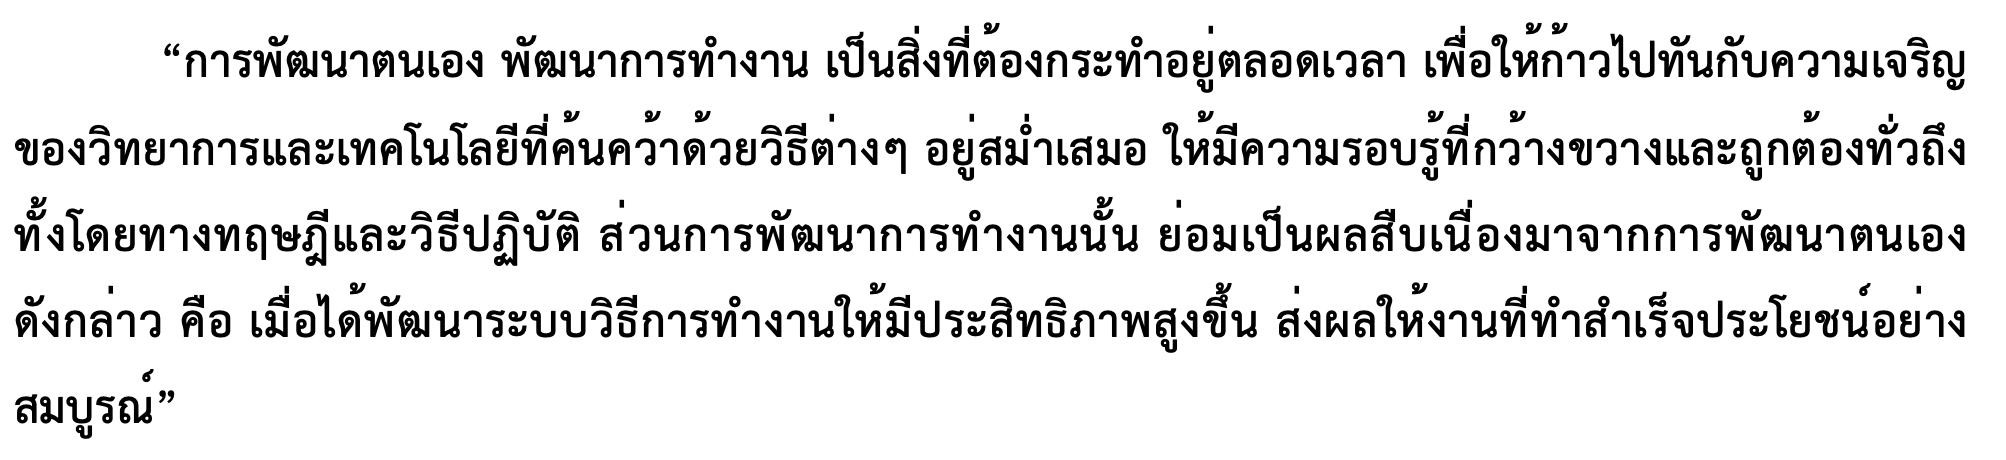 “การพัฒนาตนเอง พัฒนาการทำงาน เป็นสิ่งที่ต้องกระทำอยู่ตลอดเวลา เพื่อให้ก้าวไปทันกับความเจริญ
ของวิทยาการและเทคโนโลยีที่ค้นคว้าด้วยวิธีต่างๆ อยู่สม่ำเสมอ ให้มีความรอบรู้ที่กว้างขวางและถูกต้องทั่วถึง
ทั้งโดยทางทฤษฎีและวิธีปฏิบัติ ส่วนการพัฒนาการทำงานนั้น ย่อมเป็นผลสืบเนื่องมาจากการพัฒนาตนเอง
ดังกล่าว คือ เมื่อได้พัฒนาระบบวิธีการทำงานให้มีประสิทธิภาพสูงขึ้น ส่งผลให้งานที่ทำสำเร็จประโยชน์อย่าง
สมบูรณ์”